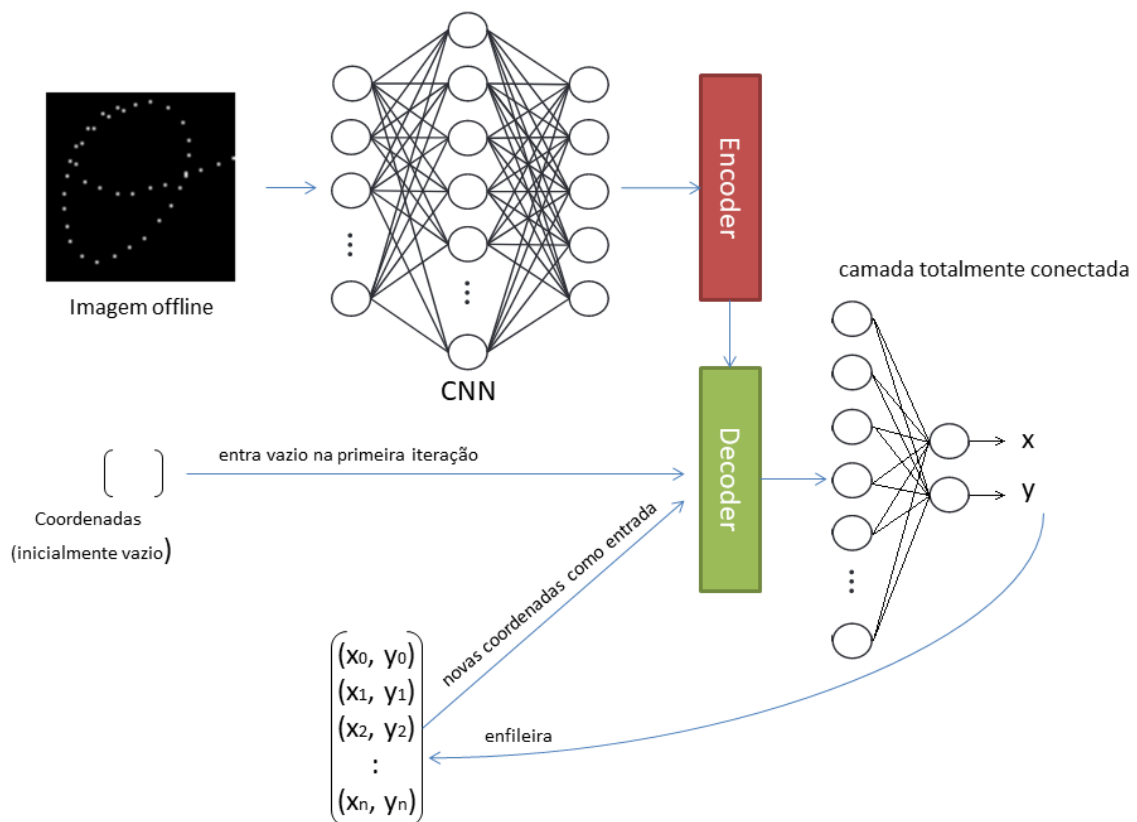 Imagem offline
CNN
Encoder
camada totalmente conectada
Decoder
x
y
entra vazio na primeira iteração
Coordenadas
(inicialmente vazio)
novas coordenadas como entrada
(x0, y0)
(x1, y1)
(x2, y2)
⋮
(xn, yn)
enfileira